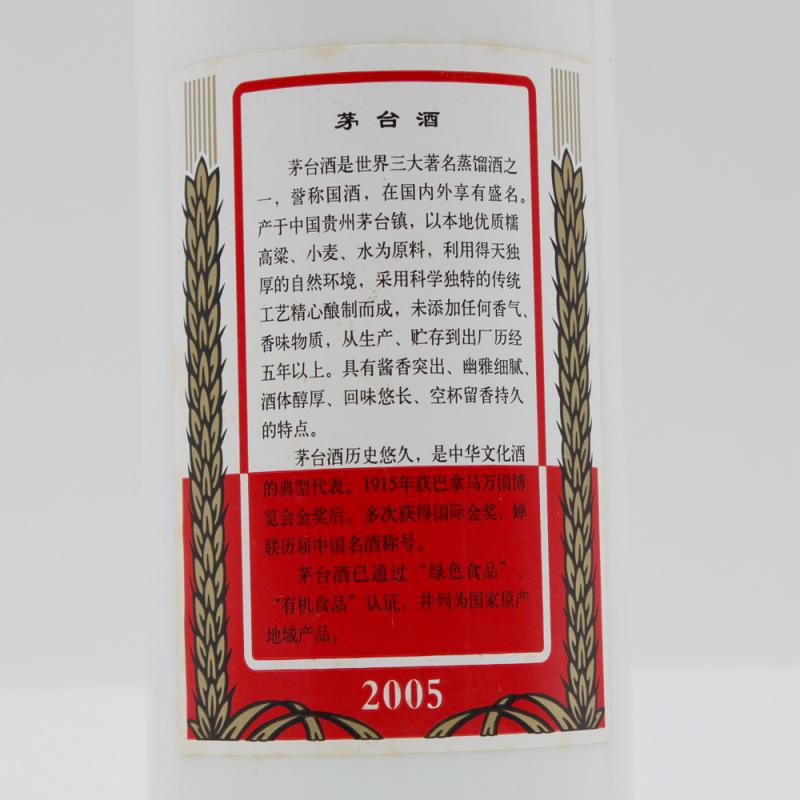 茅台酒
茅台酒是世界三大著名蒸馏酒之
一，誉称国酒，在国内外享有盛名。
产于中国贵州茅台镇，以本地优质糯
高粱、小麦、水为原料，利用得天独
厚的自然环境，采用科学独特的传统
工艺精心酿制而成，未添加任何香气、
香味物质，从生产、贮存到出厂历经
五年以上。具有酱香突出、幽雅细腻、
酒体醇厚、回味悠长、空杯留香持久
的特点。
茅台酒历史悠久，是中华文化酒
的典型代表。1915年获巴拿马万国博
览会金奖后，多次获得国际金奖，蝉
联历届中国名酒称号。
茅台酒已通过“绿色食品”、
“有机食品”认证，并列为国家原产
地域产品。
2005